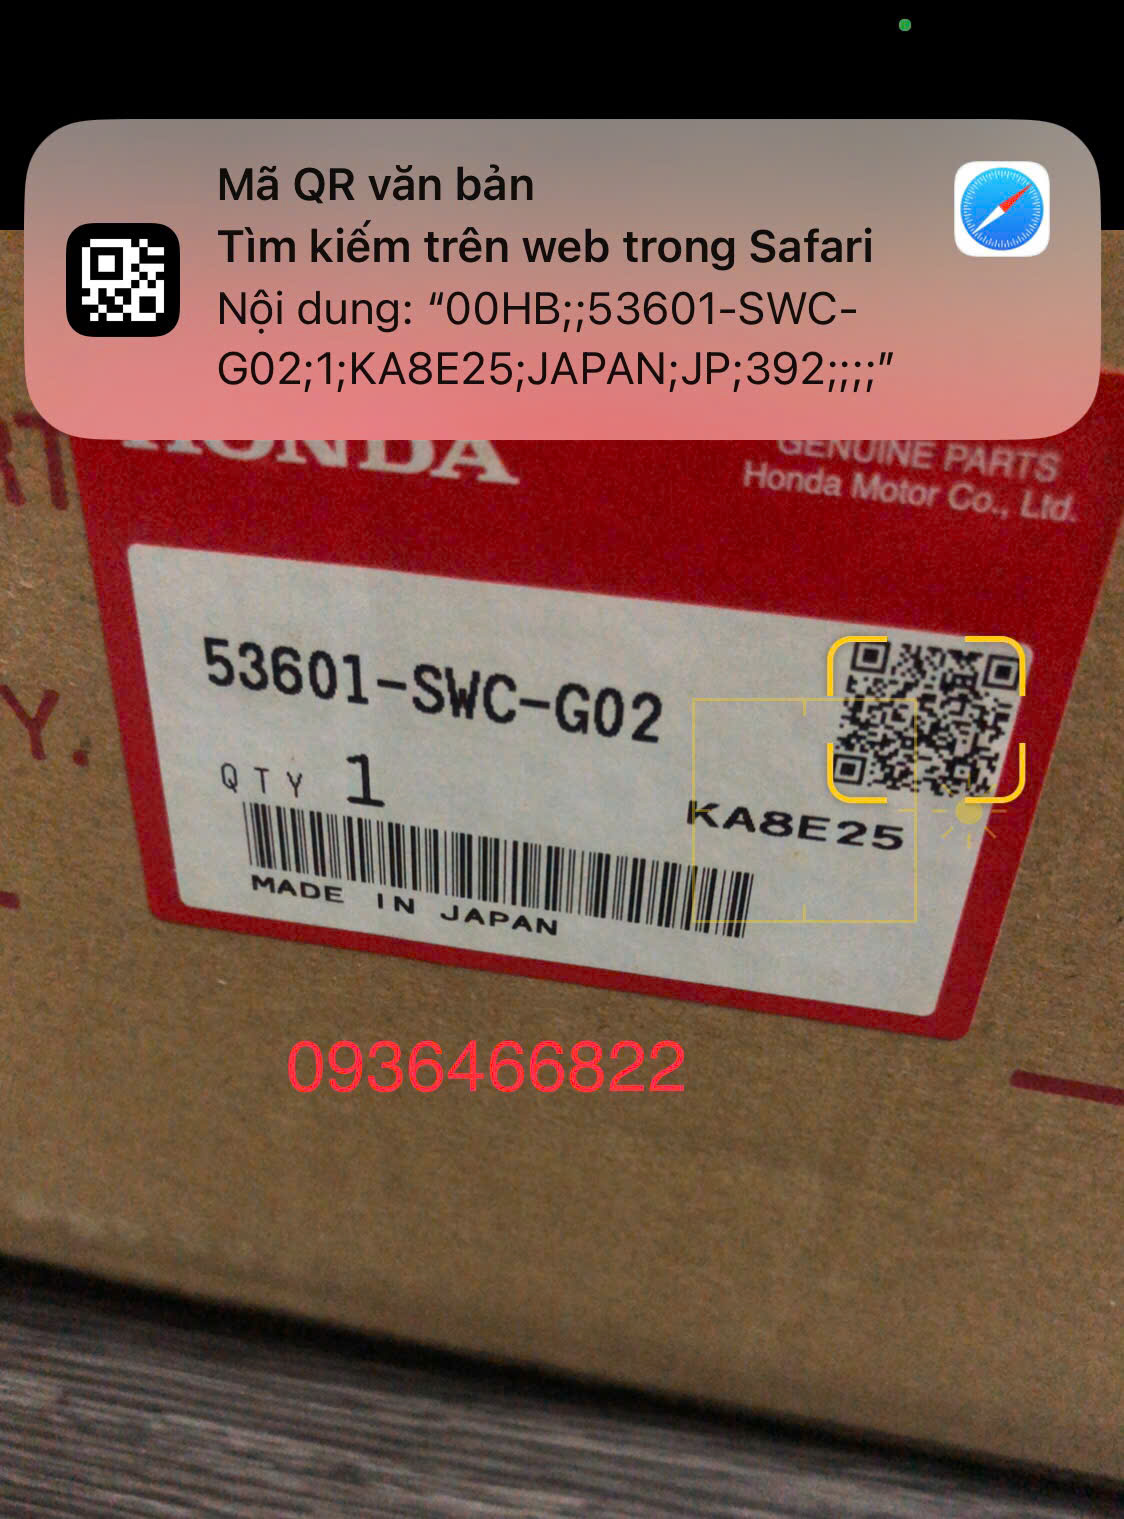 Mã QR văn bản
Tìm kiếm trên web trong Safari
Nội dung: “00HB;;53601-SWC-
G02;1;KA8E25;JAPAN;JP;392;;;;”
HONDA
GENUINE PARTS
Honda Motor Co., Ltd.
RT
Y.
53601-SWC-G02
QTY 1
KA8E25
MADE IN JAPAN
0936466822